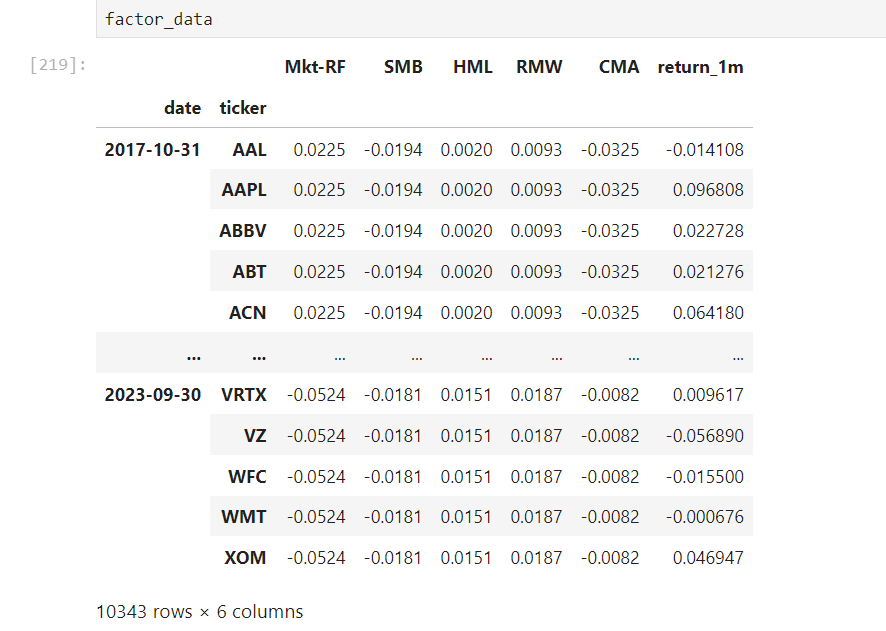 factor_data
[219]:
Mkt-RF SMB HML RMW CMA return_1m
date ticker
2017-10-31 AAL 0.0225 -0.0194 0.0020 0.0093 -0.0325 -0.014108
AAPL 0.0225 -0.0194 0.0020 0.0093 -0.0325 0.096808
ABBV 0.0225 -0.0194 0.0020 0.0093 -0.0325 0.022728
ABT 0.0225 -0.0194 0.0020 0.0093 -0.0325 0.021276
ACN 0.0225 -0.0194 0.0020 0.0093 -0.0325 0.064180
... ... ... ... ... ... ... ...
2023-09-30 VRTX -0.0524 -0.0181 0.0151 0.0187 -0.0082 0.009617
VZ -0.0524 -0.0181 0.0151 0.0187 -0.0082 -0.056890
WFC -0.0524 -0.0181 0.0151 0.0187 -0.0082 -0.015500
WMT -0.0524 -0.0181 0.0151 0.0187 -0.0082 -0.000676
XOM -0.0524 -0.0181 0.0151 0.0187 -0.0082 0.046947
10343 rows × 6 columns